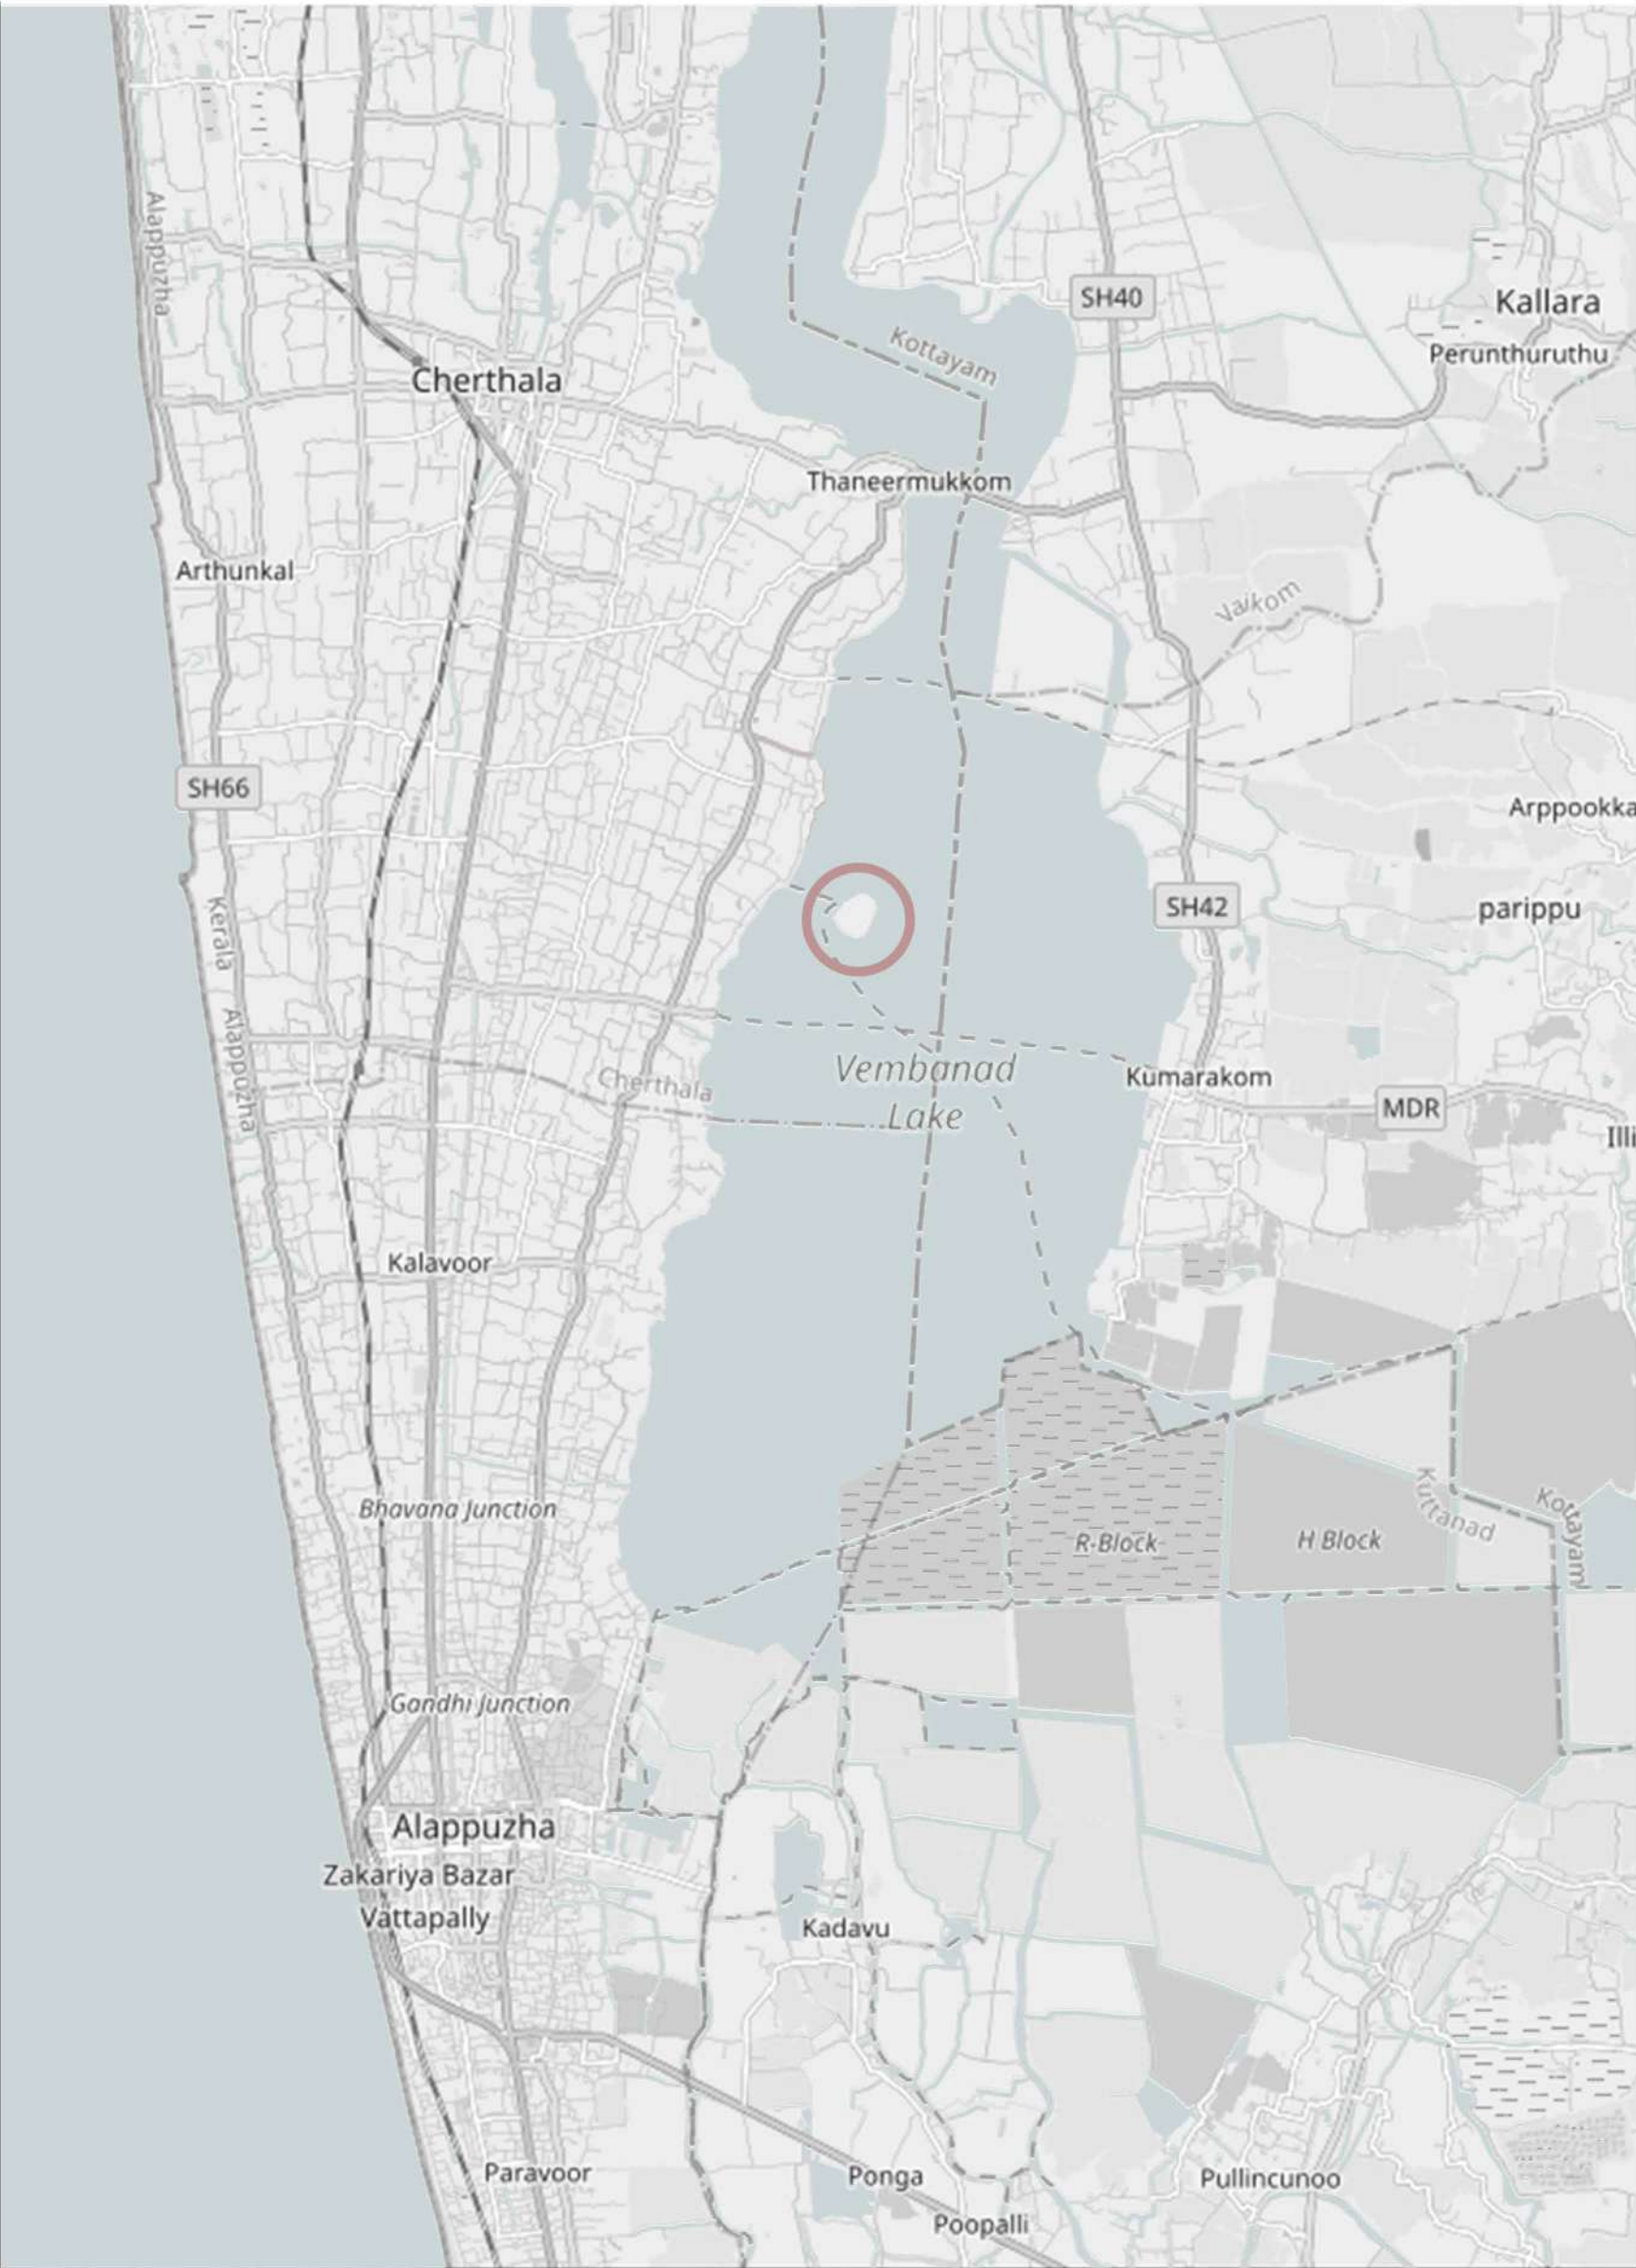 Alappuzha
SH40
Kallara
Kottayam
Perunthuruthu
Cherthala
Thaneermukkom
Arthunkal
Vaikom
SH66
Arppookka
SH42
parippu
Kerala
Alappuzha
Vembanad
Lake
Kumarakom
Cherthala
MDR
Illi
Kalavoor
Bhavana Junction
R-Block
H Block
Kuttanad
Kottayam
Gandhi Junction
Alappuzha
Zakariya Bazar
Vattapally
Kadavu
Paravoor
Ponga
Pullincunoo
Poopalli